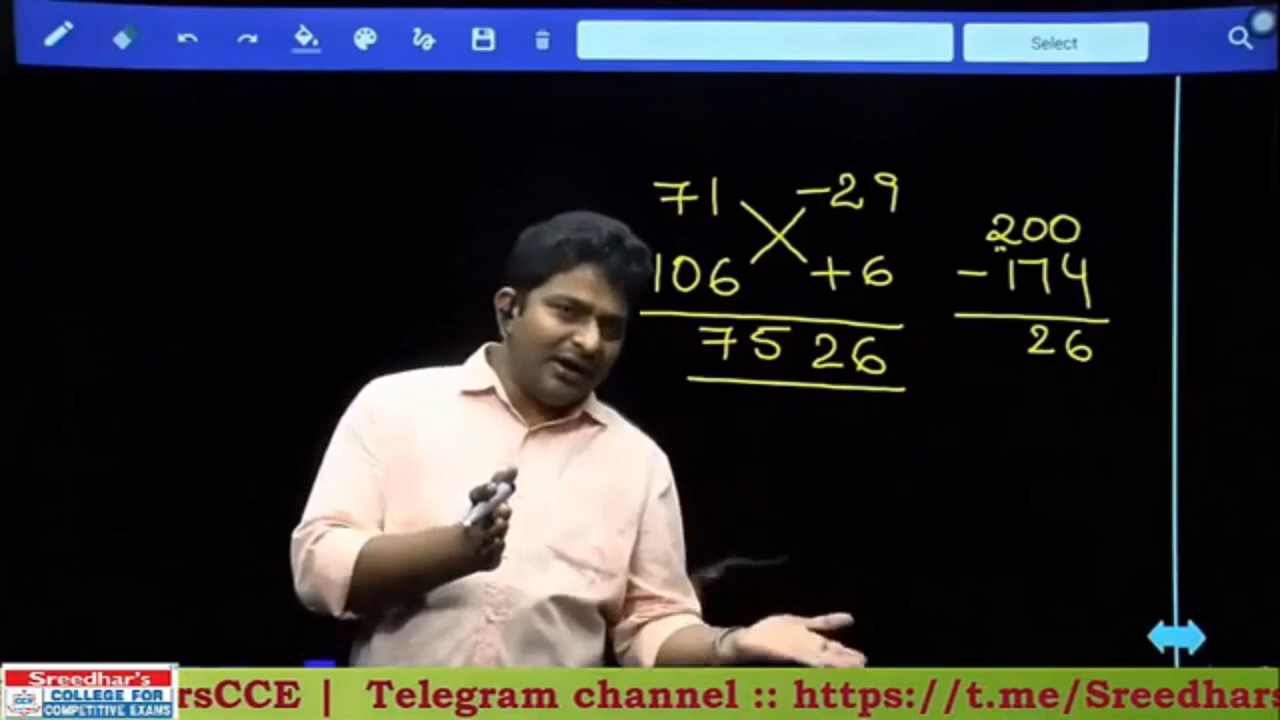 Select
71 -29
106 +6
7526
200
-174
26
Sreedhar's
CCE
COLLEGE FOR
COMPETITIVE EXAMS
rsCCE | Telegram channel :: https://t.me/Sreedhars